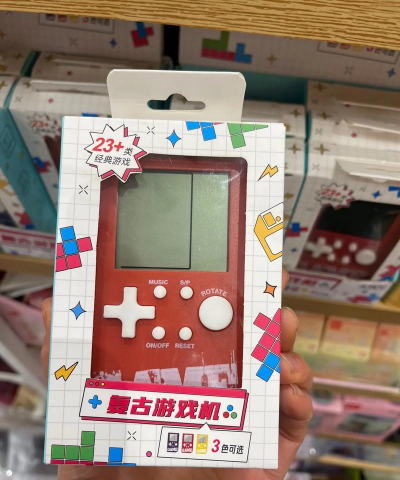 23+类
经典游戏
MUSIC S/P
ROTATE
ON/OFF RESET
复古游戏机
3色可选